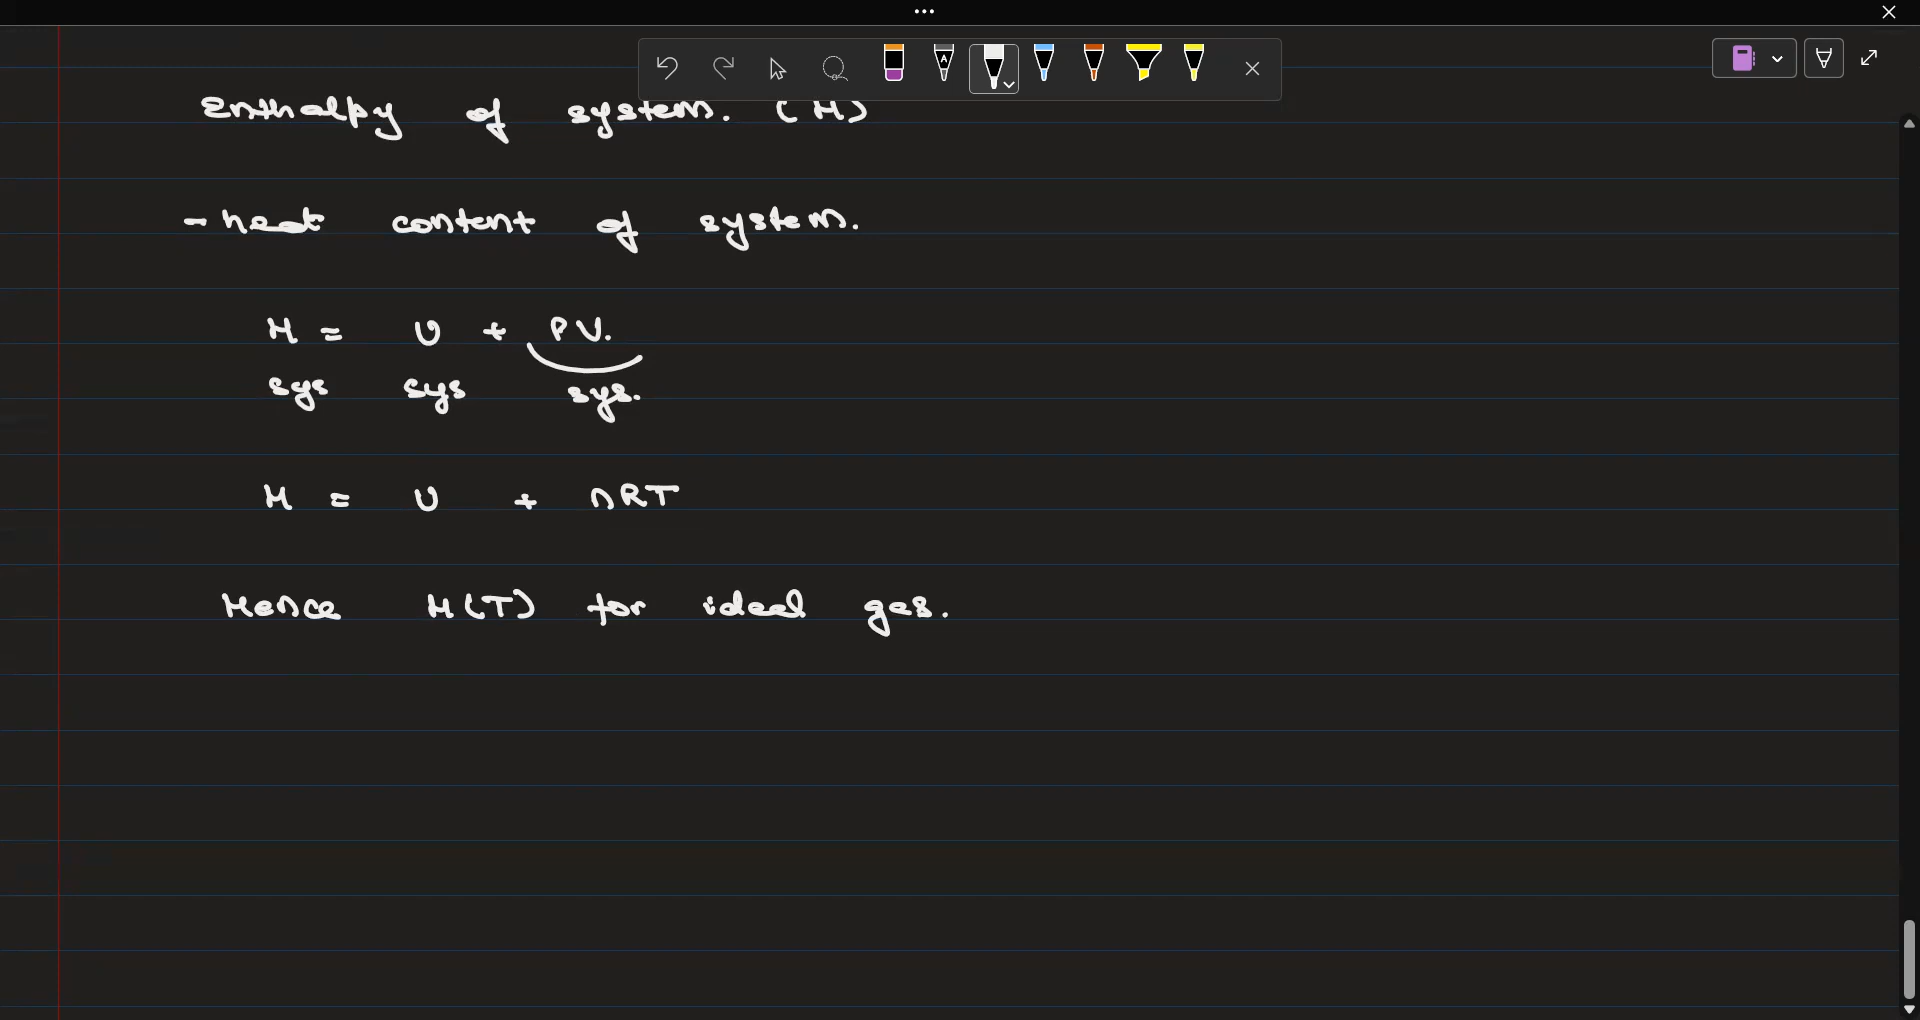 Enthalpy of system. (H)
- heat content of system.
H = U + PV.
sys sys sys.
H = U + nRT
Hence H(T) for ideal gas.